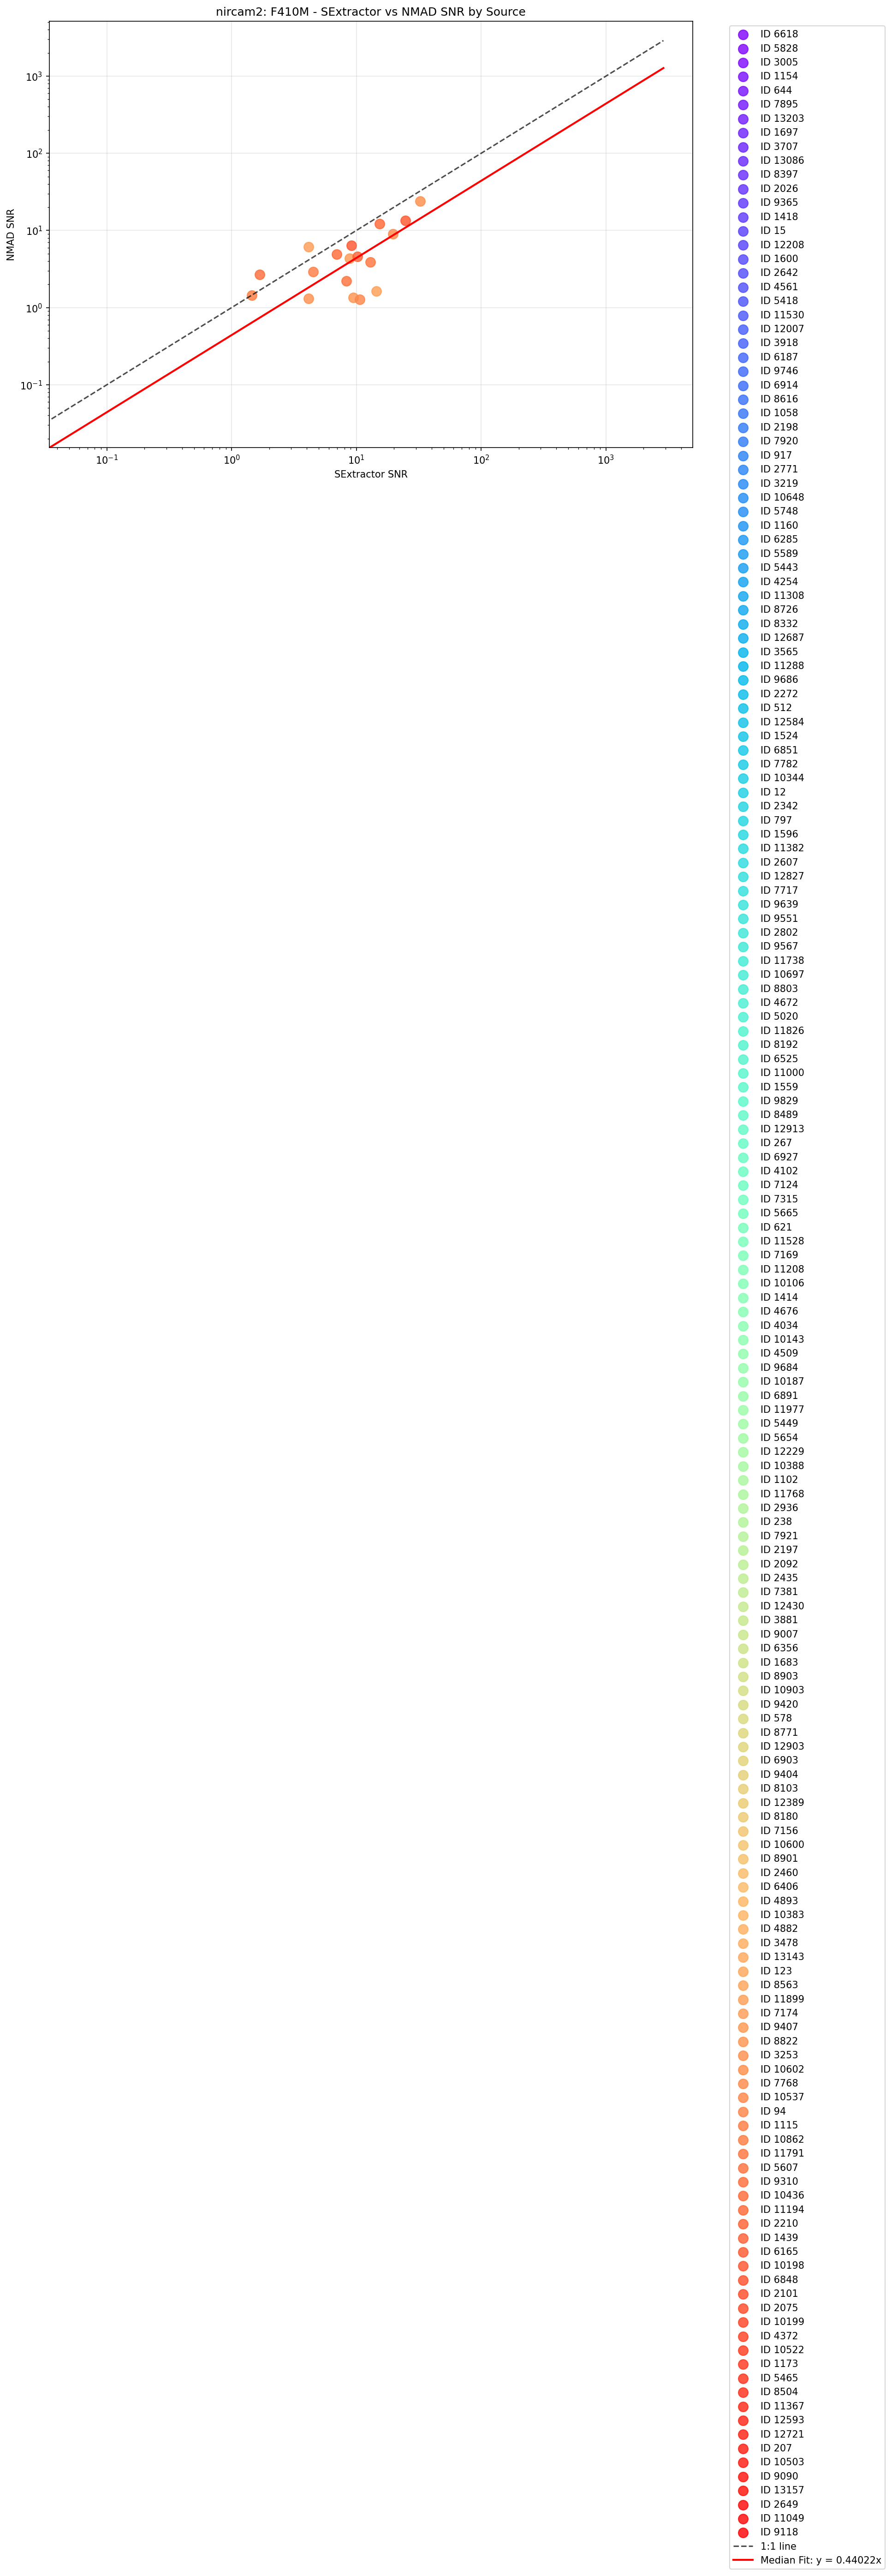 nircam2: F410M - SExtractor vs NMAD SNR by Source
NMAD SNR
10³
10²
10¹
10⁰
10⁻¹
10⁻¹ 10⁰ 10¹ 10² 10³
SExtractor SNR
ID 6618
ID 5828
ID 3005
ID 1154
ID 644
ID 7895
ID 13203
ID 1697
ID 3707
ID 13086
ID 8397
ID 2026
ID 9365
ID 1418
ID 15
ID 12208
ID 1600
ID 2642
ID 4561
ID 5418
ID 11530
ID 12007
ID 3918
ID 6187
ID 9746
ID 6914
ID 8616
ID 1058
ID 2198
ID 7920
ID 917
ID 2771
ID 3219
ID 10648
ID 5748
ID 1160
ID 6285
ID 5589
ID 5443
ID 4254
ID 11308
ID 8726
ID 8332
ID 12687
ID 3565
ID 11288
ID 9686
ID 2272
ID 512
ID 12584
ID 1524
ID 6851
ID 7782
ID 10344
ID 12
ID 2342
ID 797
ID 1596
ID 11382
ID 2607
ID 12827
ID 7717
ID 9639
ID 9551
ID 2802
ID 9567
ID 11738
ID 10697
ID 8803
ID 4672
ID 5020
ID 11826
ID 8192
ID 6525
ID 11000
ID 1559
ID 9829
ID 8489
ID 12913
ID 267
ID 6927
ID 4102
ID 7124
ID 7315
ID 5665
ID 621
ID 11528
ID 7169
ID 11208
ID 10106
ID 1414
ID 4676
ID 4034
ID 10143
ID 4509
ID 9684
ID 10187
ID 6891
ID 11977
ID 5449
ID 5654
ID 12229
ID 10388
ID 1102
ID 11768
ID 2936
ID 238
ID 7921
ID 2197
ID 2092
ID 2435
ID 7381
ID 12430
ID 3881
ID 9007
ID 6356
ID 1683
ID 8903
ID 10903
ID 9420
ID 578
ID 8771
ID 12903
ID 6903
ID 9404
ID 8103
ID 12389
ID 8180
ID 7156
ID 10600
ID 8901
ID 2460
ID 6406
ID 4893
ID 10383
ID 4882
ID 3478
ID 13143
ID 123
ID 8563
ID 11899
ID 7174
ID 9407
ID 8822
ID 3253
ID 10602
ID 7768
ID 10537
ID 94
ID 1115
ID 10862
ID 11791
ID 5607
ID 9310
ID 10436
ID 11194
ID 2210
ID 1439
ID 6165
ID 10198
ID 6848
ID 2101
ID 2075
ID 10199
ID 4372
ID 10522
ID 1173
ID 5465
ID 8504
ID 11367
ID 12593
ID 12721
ID 207
ID 10503
ID 9090
ID 13157
ID 2649
ID 11049
ID 9118
1:1 line
Median Fit: y = 0.44022x